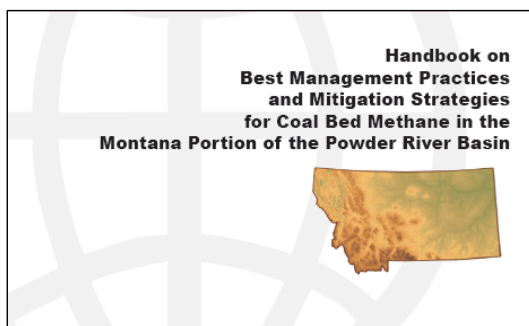 Handbook on
Best Management Practices
and Mitigation Strategies
for Coal Bed Methane in the
Montana Portion of the Powder River Basin